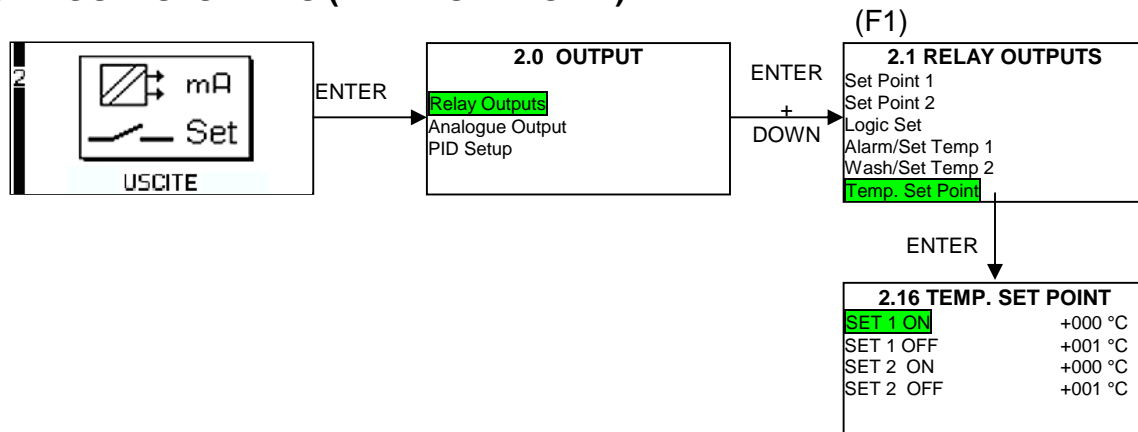 (F1)
2
mA
Set
USCITE
ENTER
2.0 OUTPUT
Relay Outputs
Analogue Output
PID Setup
ENTER
+
DOWN
2.1 RELAY OUTPUTS
Set Point 1
Set Point 2
Logic Set
Alarm/Set Temp 1
Wash/Set Temp 2
Temp. Set Point
ENTER
2.16 TEMP. SET POINT
SET 1 ON +000 °C
SET 1 OFF +001 °C
SET 2 ON +000 °C
SET 2 OFF +001 °C